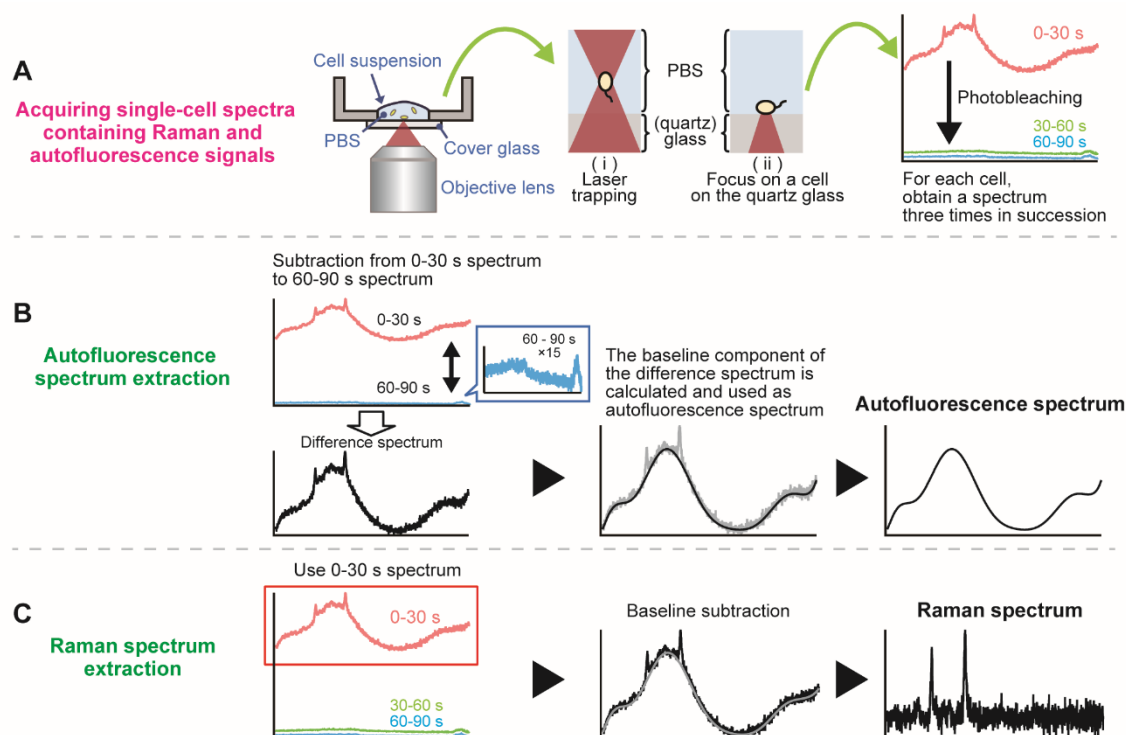 A
Acquiring single-cell spectra
containing Raman and
autofluorescence signals
Cell suspension
PBS
Cover glass
Objective lens
PBS
(quartz)
glass
( i )
Laser
trapping
( ii )
Focus on a cell
on the quartz glass
0-30 s
Photobleaching
30-60 s
60-90 s
For each cell,
obtain a spectrum
three times in succession
B
Autofluorescence
spectrum extraction
Subtraction from 0-30 s spectrum
to 60-90 s spectrum
0-30 s
60-90 s
60 - 90 s
×15
Difference spectrum
The baseline component of
the difference spectrum is
calculated and used as
autofluorescence spectrum
Autofluorescence spectrum
C
Raman spectrum
extraction
Use 0-30 s spectrum
0-30 s
30-60 s
60-90 s
Baseline subtraction
Raman spectrum